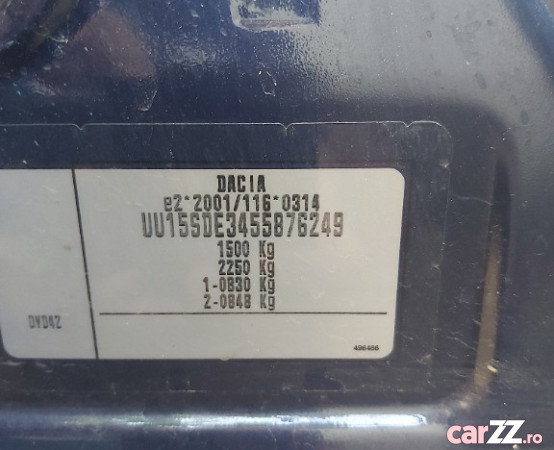 DACIA
e2*2001/116*0314
UU15SDE3455876249
1500 Kg
2250 Kg
1-0830 Kg
2-0848 Kg
DVD42
486486
carZZ.ro